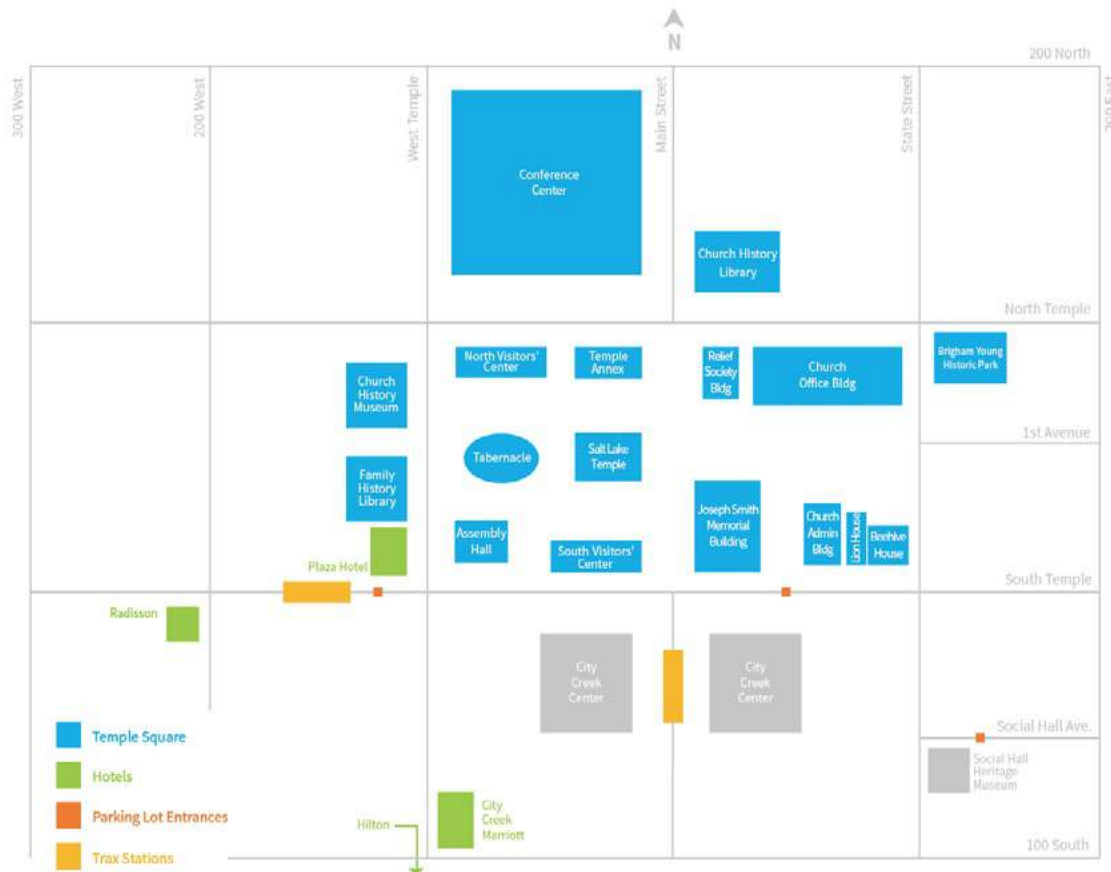 N
200 North
300 West
200 West
West Temple
Main Street
State Street
200 East
Conference
Center
Church History
Library
North Temple
North Visitors'
Center
Temple
Annex
Relief
Society
Bldg
Church
Office Bldg
Brigham Young
Historic Park
Church
History
Museum
1st Avenue
Tabernacle
Salt Lake
Temple
Family
History
Library
Joseph Smith
Memorial
Building
Church
Admin
Bldg
Lion House
Beehive
House
Assembly
Hall
South Visitors'
Center
Plaza Hotel
South Temple
Radisson
City
Creek
Center
City
Creek
Center
Social Hall Ave.
Social Hall
Heritage
Museum
Temple Square
Hotels
Parking Lot Entrances
Trax Stations
Hilton
City
Creek
Marriott
100 South